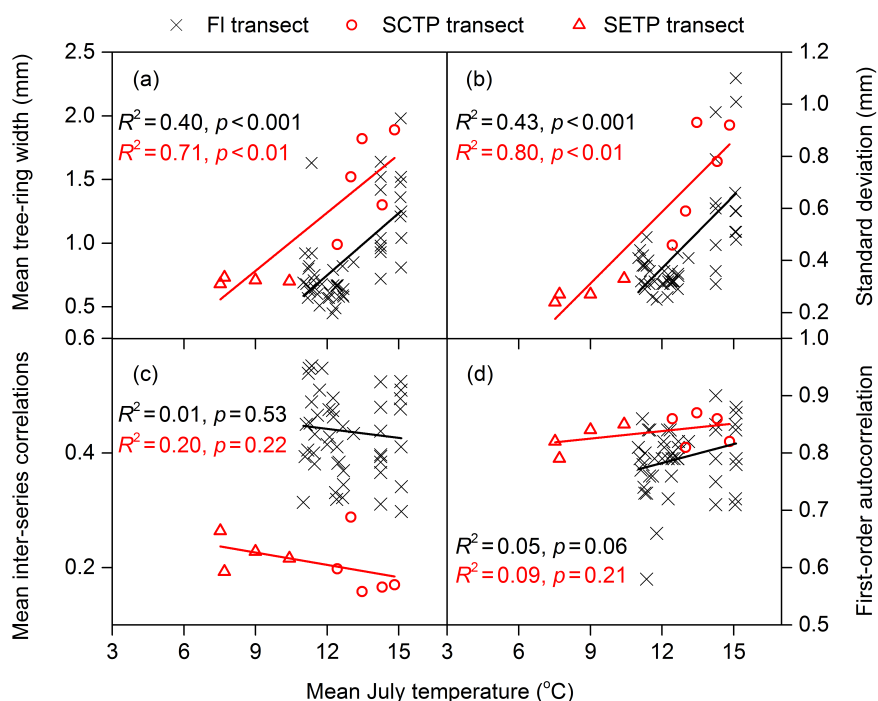 FI transect SCTP transect SETP transect
Mean tree-ring width (mm)
2.5
2.0
1.5
1.0
0.5
(a)
R²=0.40, p<0.001
R²=0.71, p<0.01
(b)
R²=0.43, p<0.001
R²=0.80, p<0.01
1.2
1.0
0.8
0.6
0.4
0.2
Standard deviation (mm)
Mean inter-series correlations
0.6
0.4
0.2
(c)
R²=0.01, p=0.53
R²=0.20, p=0.22
(d)
R²=0.05, p=0.06
R²=0.09, p=0.21
1.0
0.9
0.8
0.7
0.6
0.5
First-order autocorrelation
3 6 9 12 15 3 6 9 12 15 18
Mean July temperature (°C)